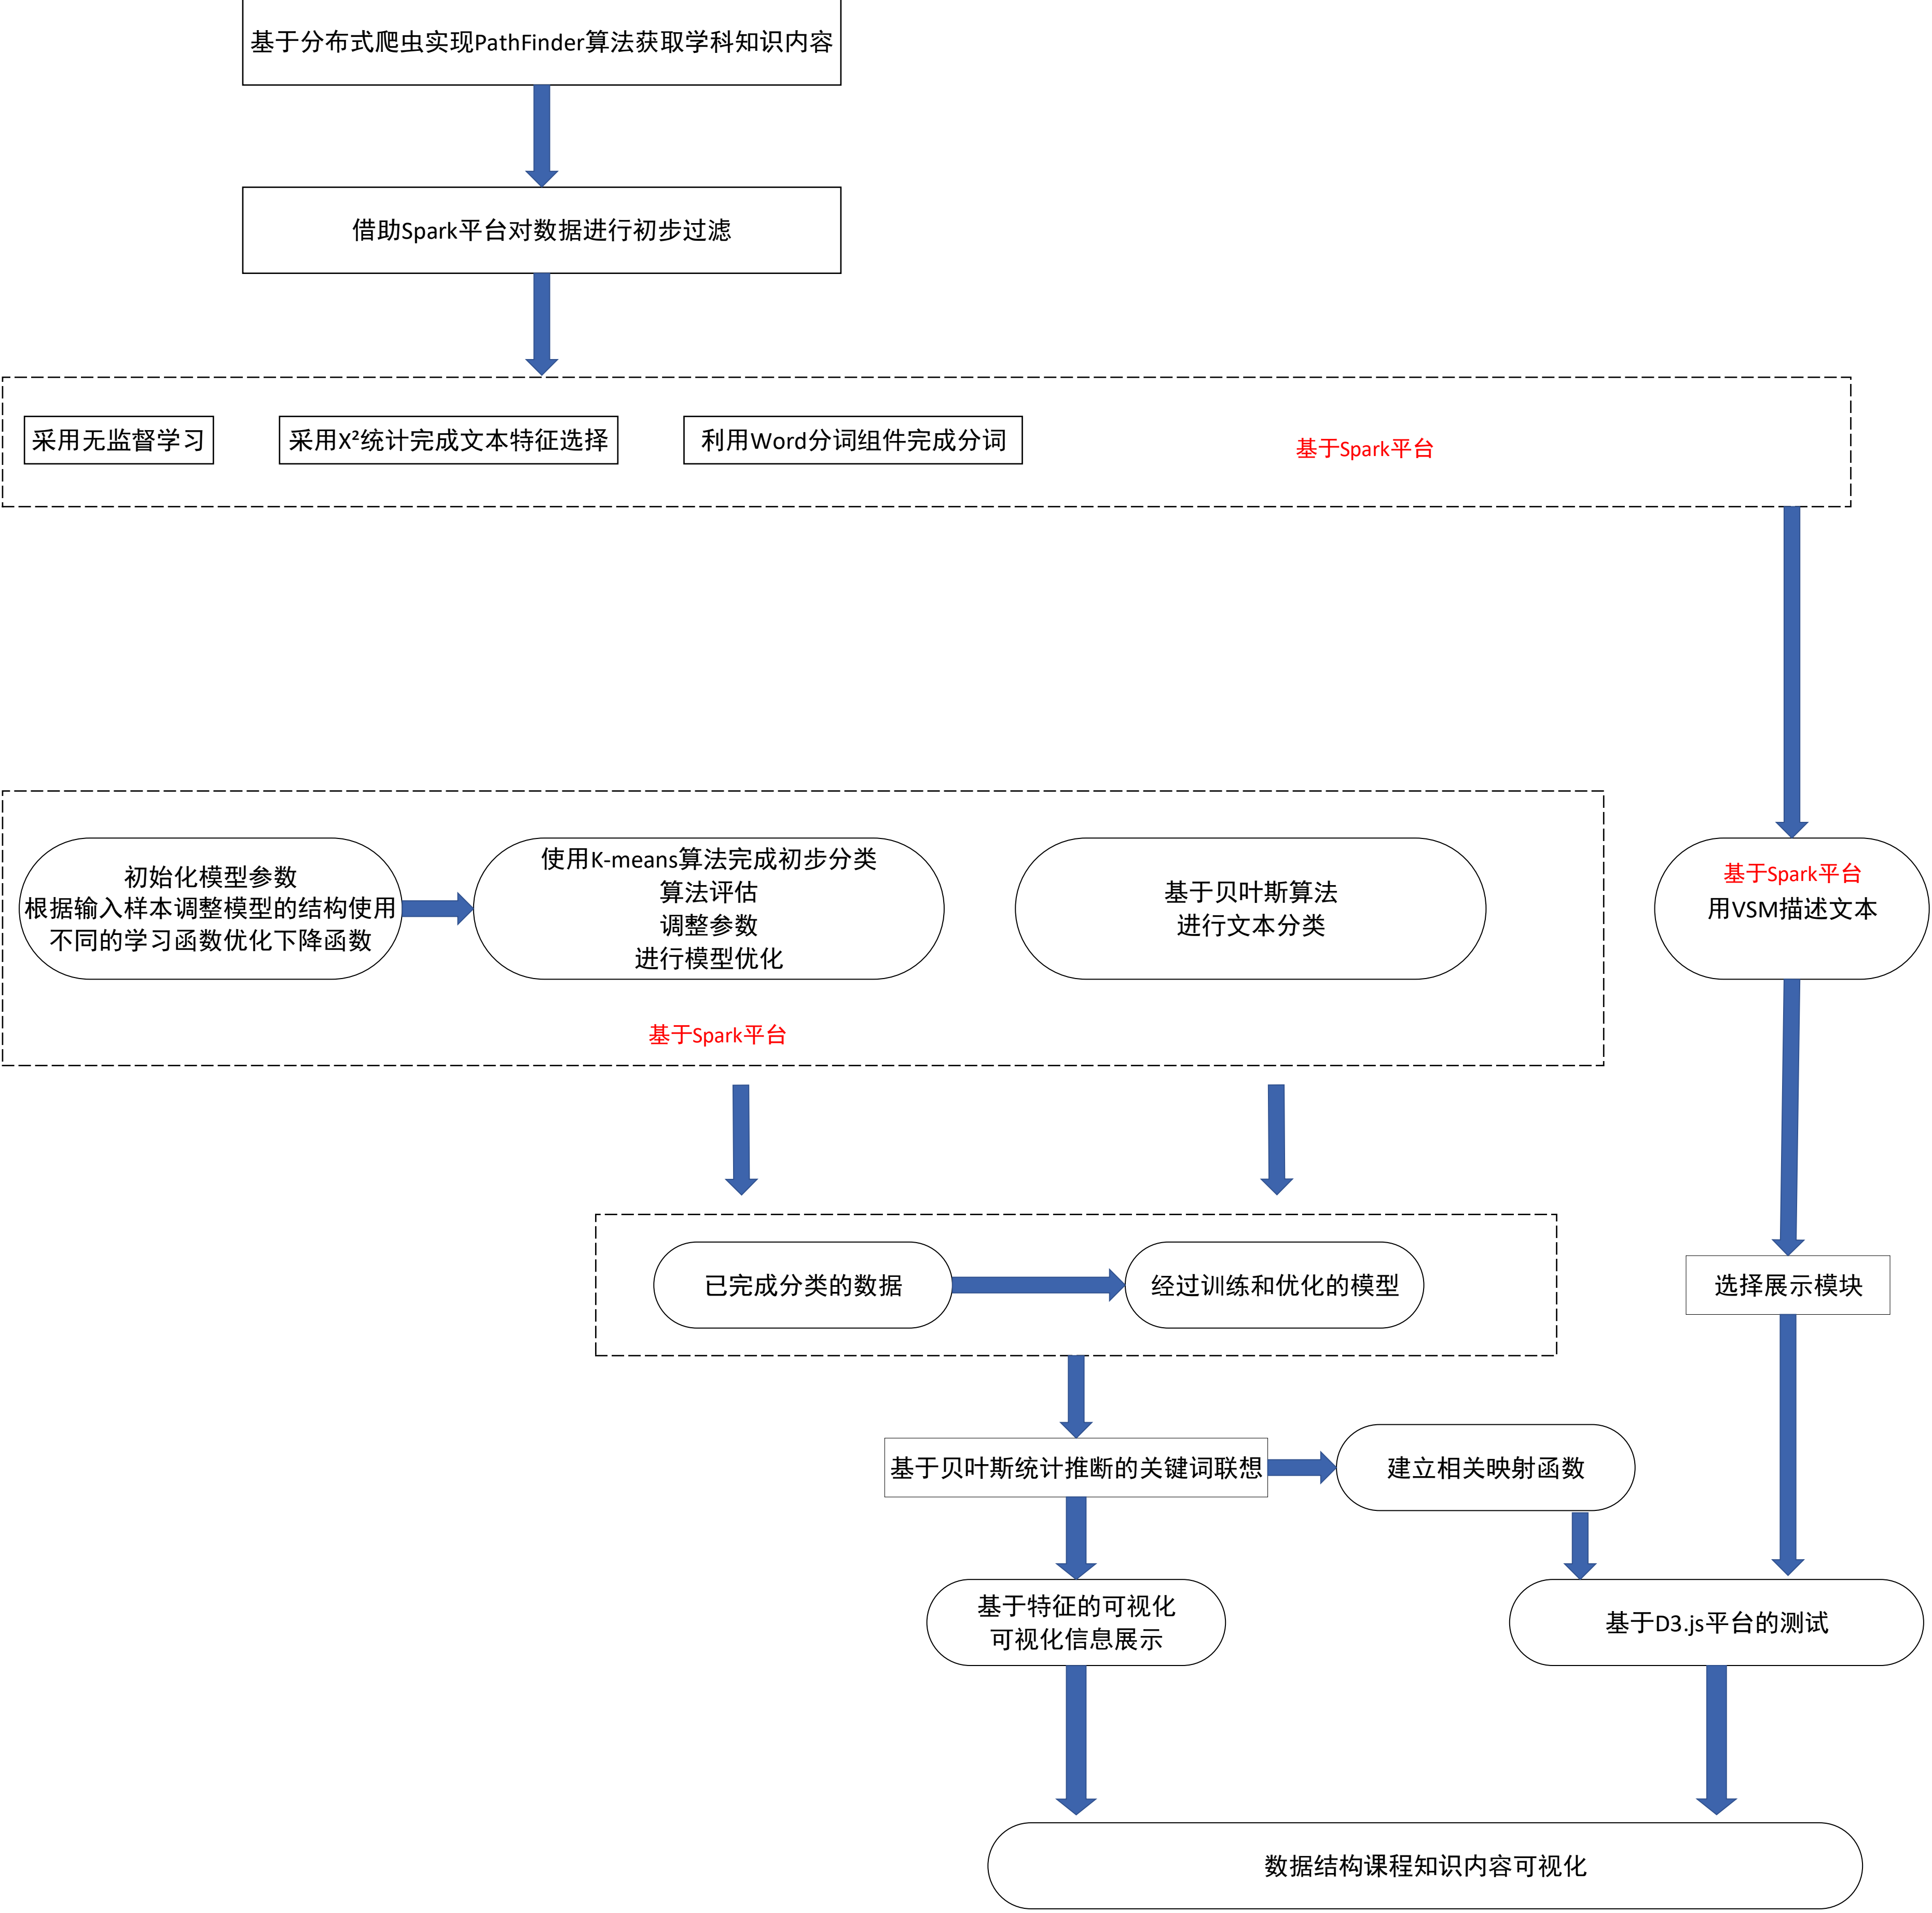 基于分布式爬虫实现PathFinder算法获取学科知识内容
借助Spark平台对数据进行初步过滤
采用无监督学习
采用X²统计完成文本特征选择
利用Word分词组件完成分词
基于Spark平台
初始化模型参数
根据输入样本调整模型的结构使用
不同的学习函数优化下降函数
使用K-means算法完成初步分类
算法评估
调整参数
进行模型优化
基于贝叶斯算法
进行文本分类
基于Spark平台
用VSM描述文本
基于Spark平台
已完成分类的数据
经过训练和优化的模型
选择展示模块
基于贝叶斯统计推断的关键词联想
建立相关映射函数
基于特征的可视化
可视化信息展示
基于D3.js平台的测试
数据结构课程知识内容可视化